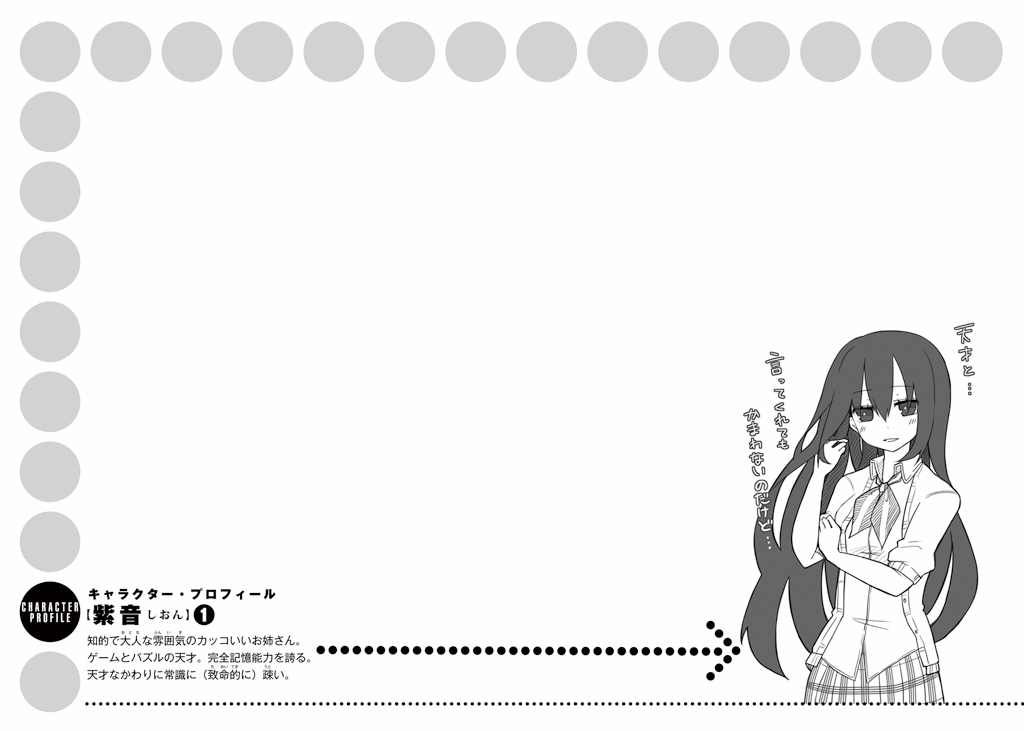 天才と…
言ってくれても
かまわないのだけど…
CHARACTER
PROFILE
キャラクター・プロフィール
【紫音 しおん】❶
知的で大人な雰囲気のカッコいいお姉さん。
ゲームとパズルの天才。完全記憶能力を誇る。
天才なかわりに常識に（致命的に）疎い。